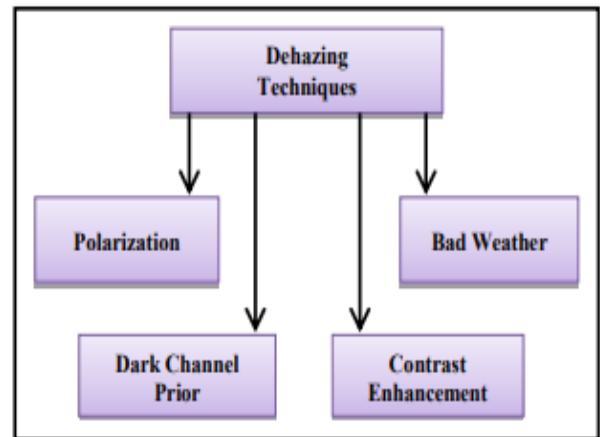 Dehazing
Techniques
Polarization
Bad Weather
Dark Channel
Prior
Contrast
Enhancement